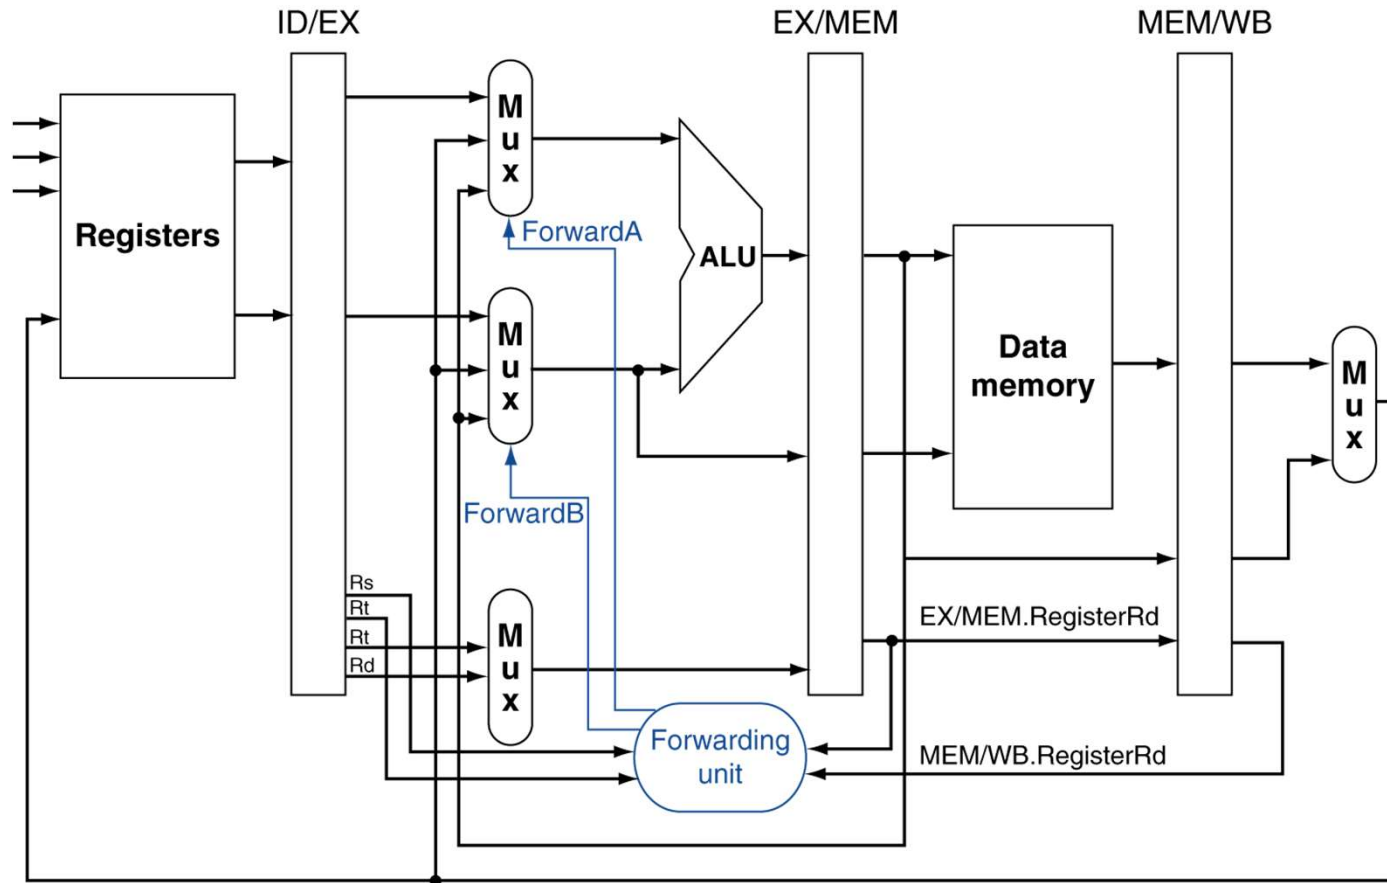 ID/EX
EX/MEM
MEM/WB
M
u
x
Registers
ForwardA
ALU
M
u
x
Data
memory
M
u
x
ForwardB
Rs
Rt
Rt
Rd
M
u
x
EX/MEM.RegisterRd
Forwarding
unit
MEM/WB.RegisterRd